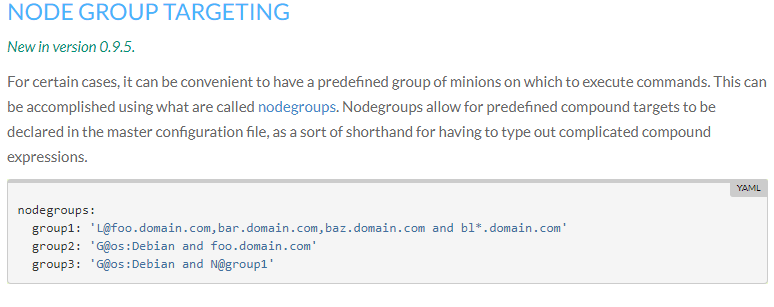 NODE GROUP TARGETING
New in version 0.9.5.
For certain cases, it can be convenient to have a predefined group of minions on which to execute commands. This can
be accomplished using what are called nodegroups. Nodegroups allow for predefined compound targets to be
declared in the master configuration file, as a sort of shorthand for having to type out complicated compound
expressions.
YAML
nodegroups:
  group1: 'L@foo.domain.com,bar.domain.com,baz.domain.com and bl*.domain.com'
  group2: 'G@os:Debian and foo.domain.com'
  group3: 'G@os:Debian and N@group1'